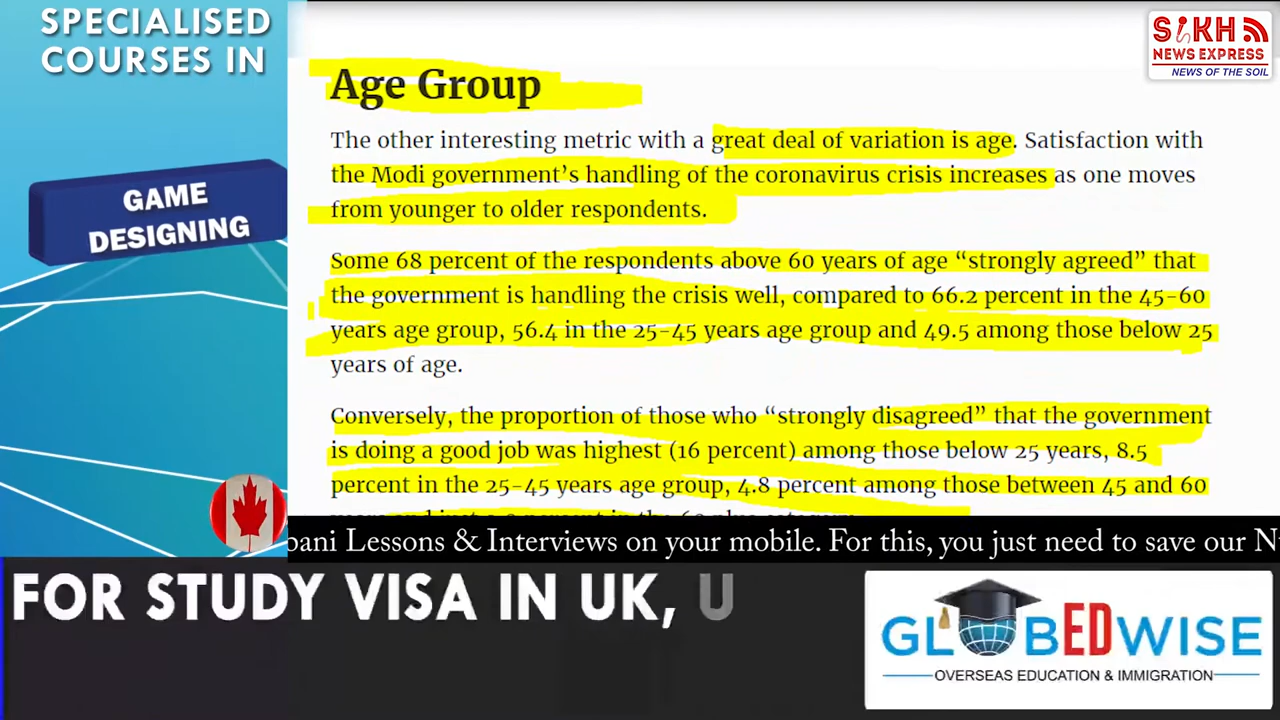 SPECIALISED
COURSES IN
GAME
DESIGNING
SIKH
NEWS EXPRESS
NEWS OF THE SOIL
Age Group
The other interesting metric with a great deal of variation is age. Satisfaction with
the Modi government’s handling of the coronavirus crisis increases as one moves
from younger to older respondents.
Some 68 percent of the respondents above 60 years of age “strongly agreed” that
the government is handling the crisis well, compared to 66.2 percent in the 45-60
years age group, 56.4 in the 25-45 years age group and 49.5 among those below 25
years of age.
Conversely, the proportion of those who “strongly disagreed” that the government
is doing a good job was highest (16 percent) among those below 25 years, 8.5
percent in the 25-45 years age group, 4.8 percent among those between 45 and 60
bani Lessons & Interviews on your mobile. For this, you just need to save our N
FOR STUDY VISA IN UK, U
GLOBEDWISE
OVERSEAS EDUCATION & IMMIGRATION